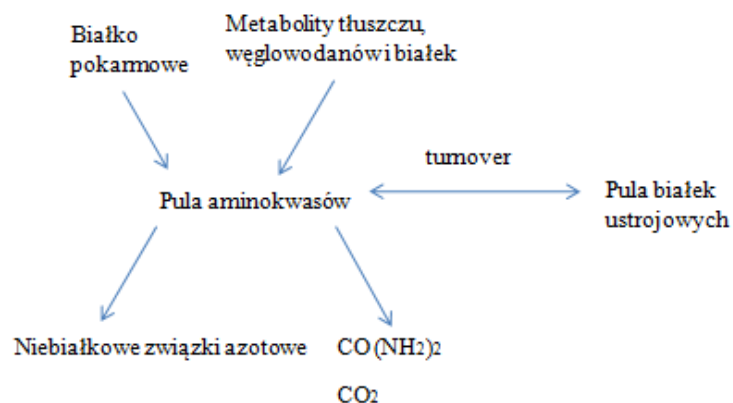 Białko
pokarmowe
Metabolity tłuszczu,
węglowodanów i białek
turnover
Pula aminokwasów
Pula białek
ustrojowych
Niebiałkowe związki azotowe
CO(NH2)2
CO2